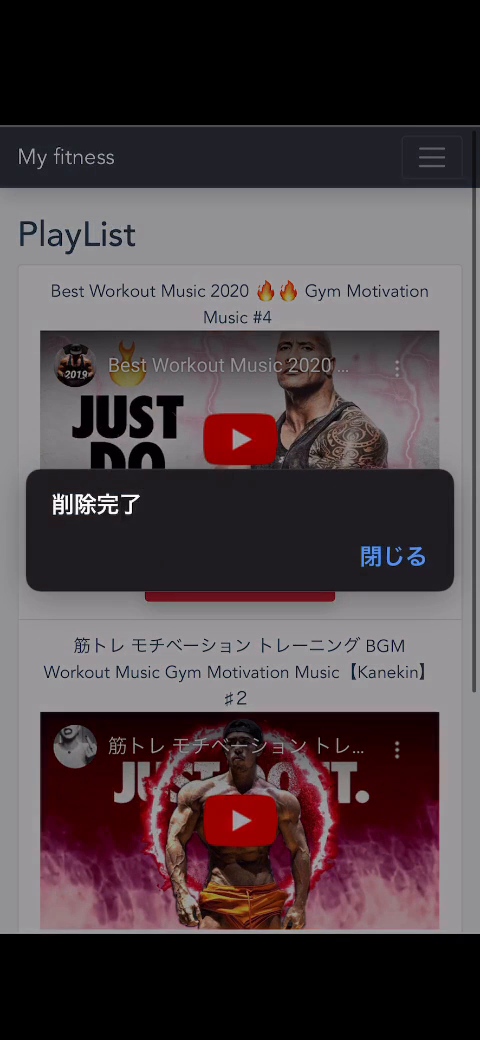 My fitness
PlayList
Best Workout Music 2020 🔥🔥 Gym Motivation
Music #4
2019
Best Workout Music 2020 ...
JUST
DO
削除完了
閉じる
筋トレ モチベーション トレーニング BGM
Workout Music Gym Motivation Music【Kanekin】
♯2
筋トレ モチベーション トレ...
JUST DO IT.